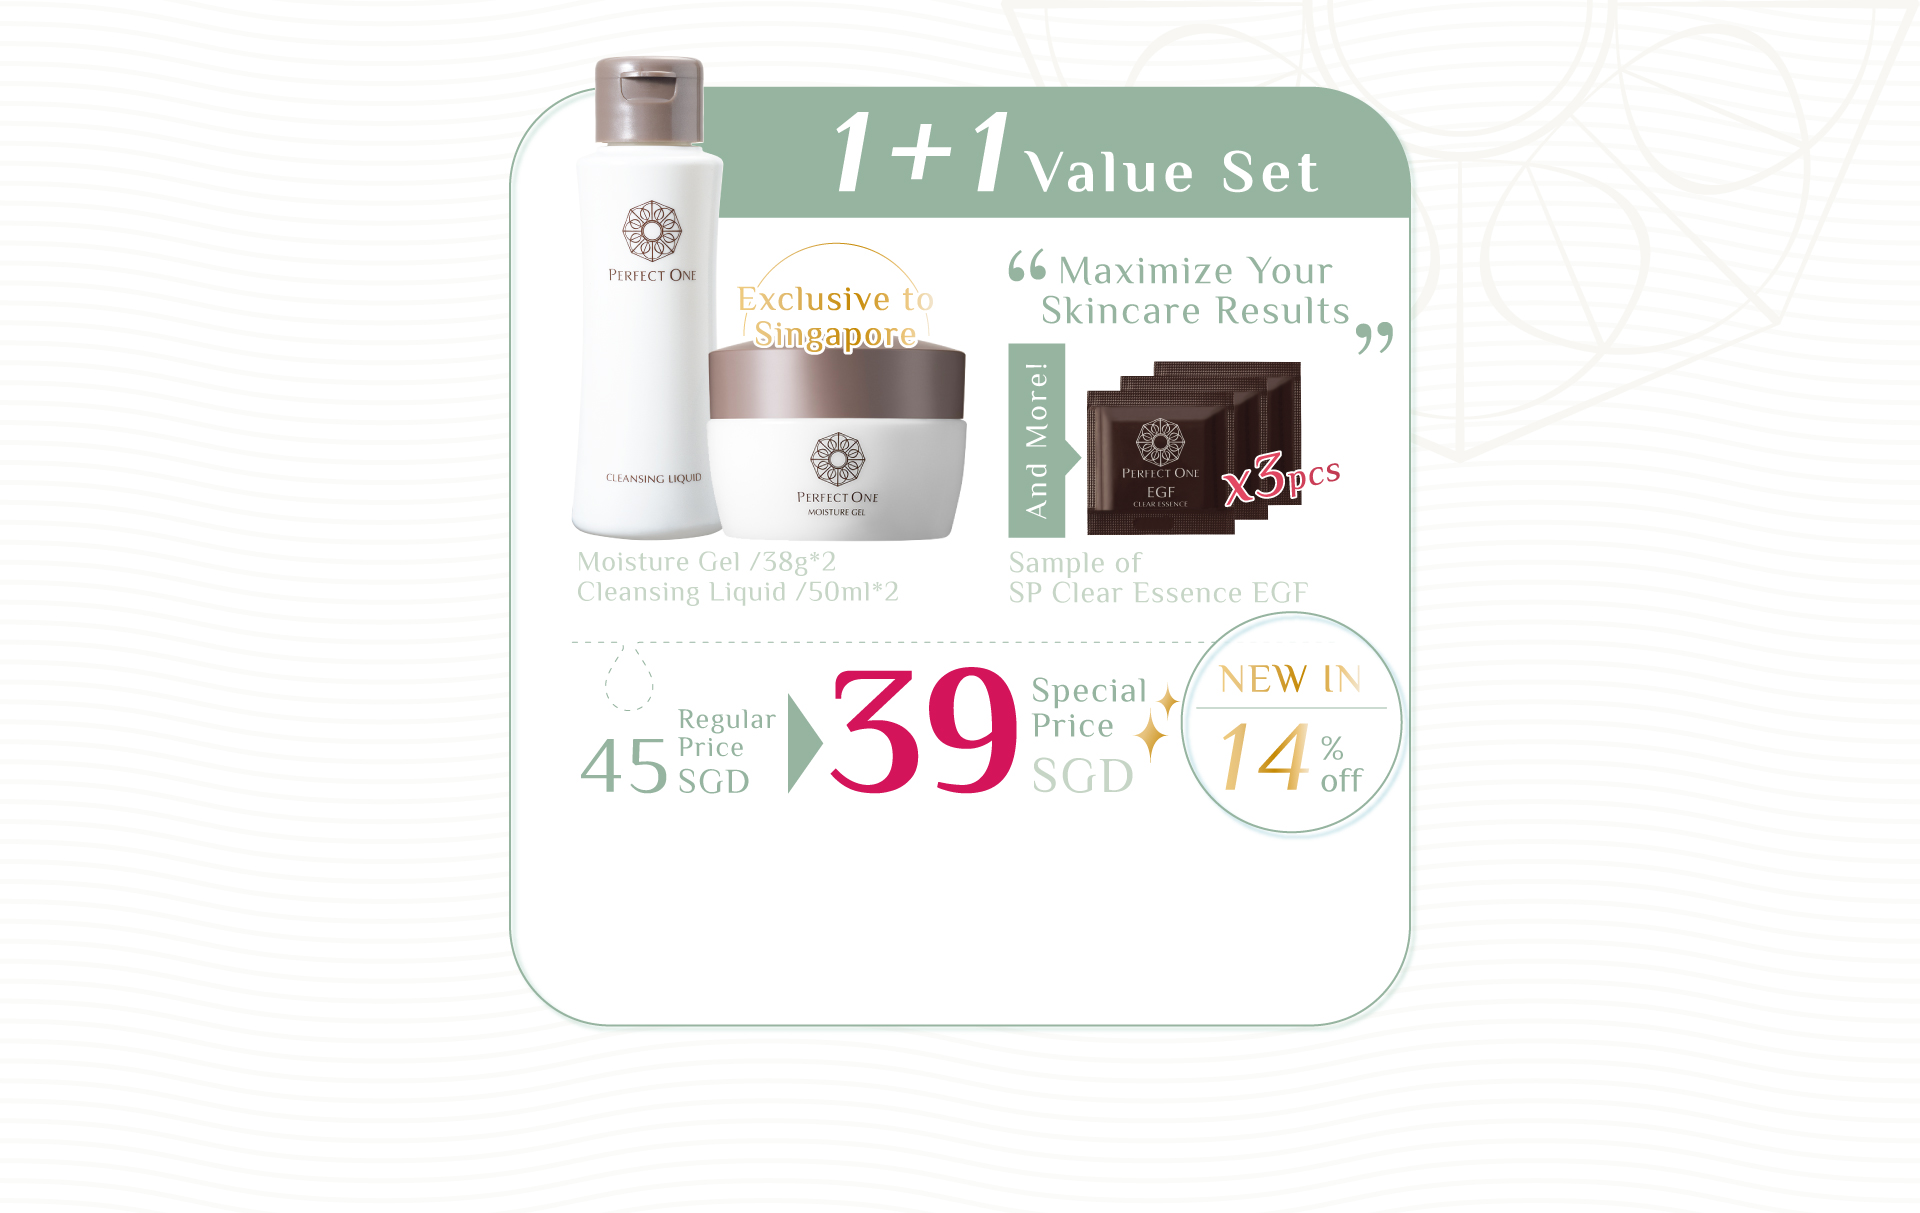 1+1 Value Set
PERFECT ONE
CLEANSING LIQUID
Exclusive to
Singapore
PERFECT ONE
MOISTURE GEL
“ Maximize Your
Skincare Results ”
And More!
PERFECT ONE
EGF
CLEAR ESSENCE
x3pcs
Moisture Gel /38g*2
Cleansing Liquid /50ml*2
Sample of
SP Clear Essence EGF
45 Regular
Price
SGD
39 Special
Price
SGD
NEW IN
14 %
off